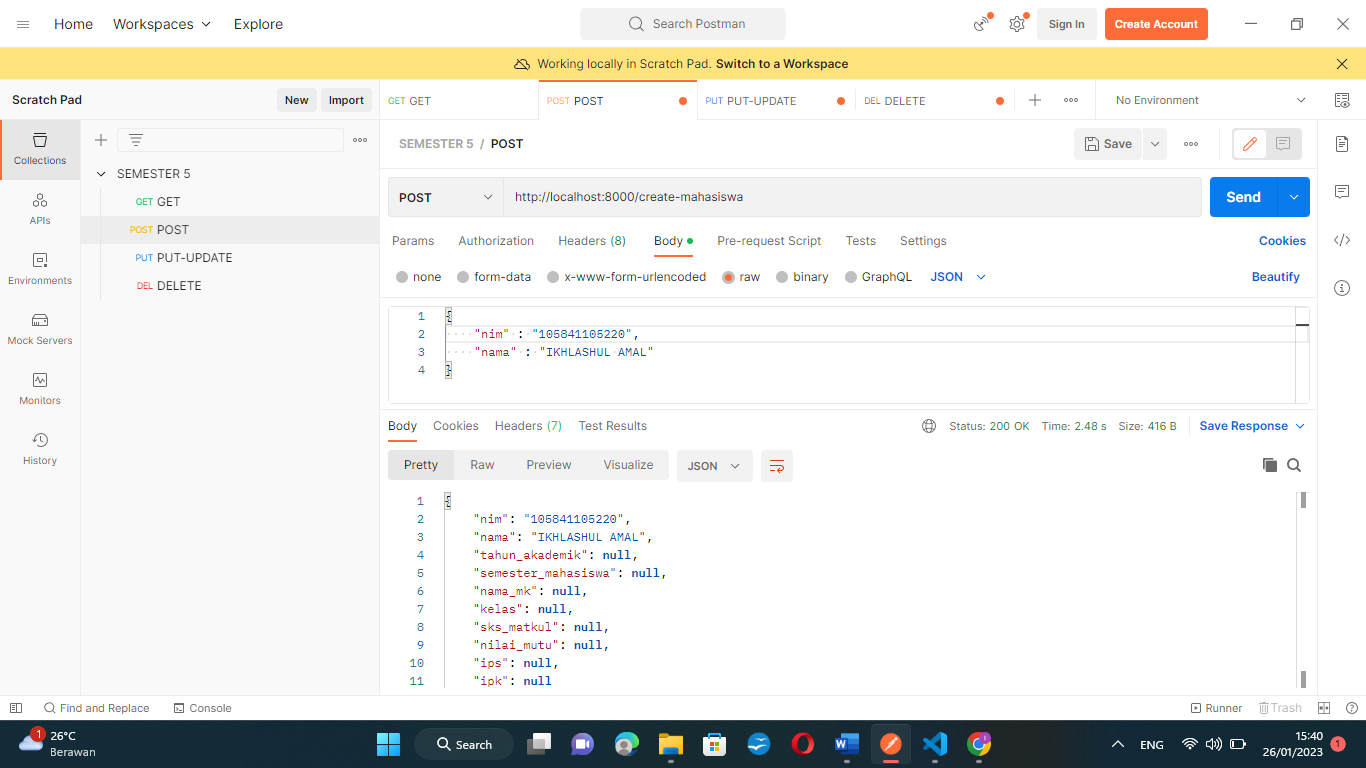 Home Workspaces Explore Search Postman Sign In Create Account
Working locally in Scratch Pad. Switch to a Workspace
Scratch Pad New Import GET GET POST POST PUT PUT-UPDATE DEL DELETE No Environment
Collections
APIs
Environments
Mock Servers
Monitors
History
SEMESTER 5
GET GET
POST POST
PUT PUT-UPDATE
DEL DELETE
SEMESTER 5 / POST Save
POST http://localhost:8000/create-mahasiswa Send
Params Authorization Headers (8) Body Pre-request Script Tests Settings Cookies
none form-data x-www-form-urlencoded raw binary GraphQL JSON Beautify
1 {
2 "nim" : "105841105220",
3 "nama" : "IKHLASHUL AMAL"
4 }
Body Cookies Headers (7) Test Results Status: 200 OK Time: 2.48 s Size: 416 B Save Response
Pretty Raw Preview Visualize JSON
1 {
2 "nim": "105841105220",
3 "nama": "IKHLASHUL AMAL",
4 "tahun_akademik": null,
5 "semester_mahasiswa": null,
6 "nama_mk": null,
7 "kelas": null,
8 "sks_matkul": null,
9 "nilai_mutu": null,
10 "ips": null,
11 "ipk": null
Find and Replace Console Runner Trash
1 26°C
Berawan
Search
ENG
15:40
26/01/2023
1